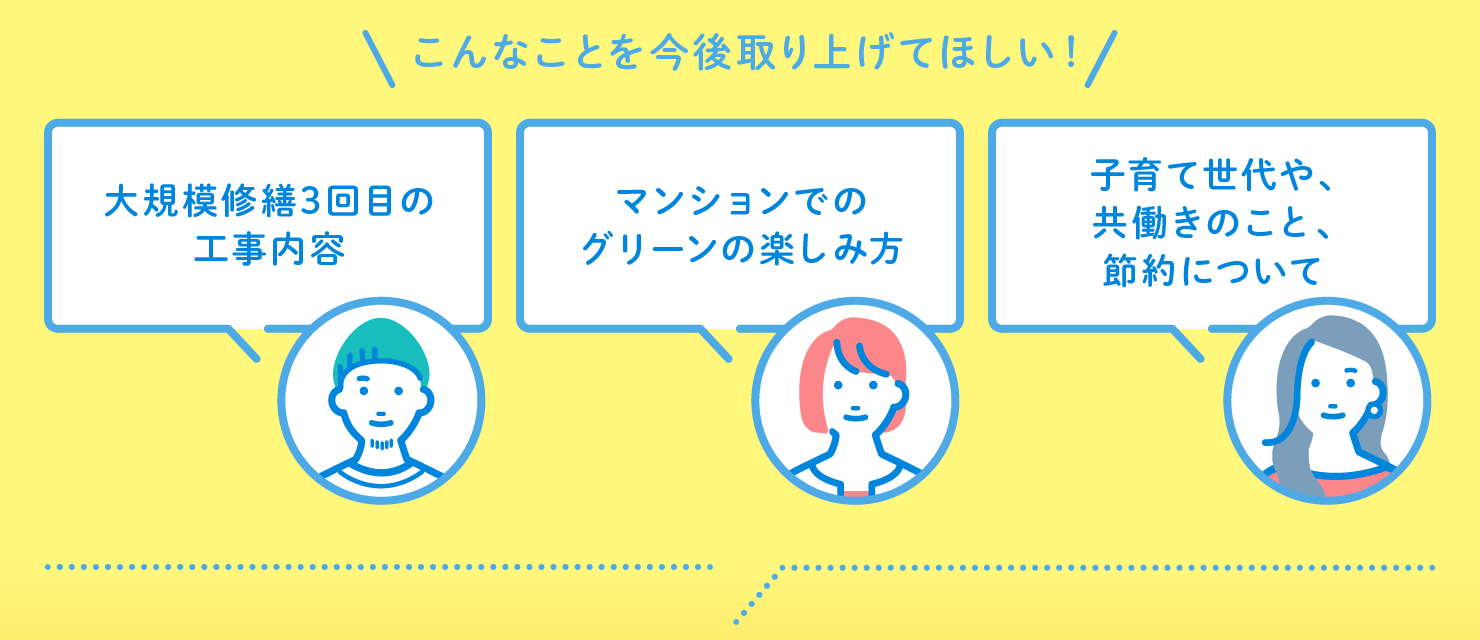 こんなことを今後取り上げてほしい！
大規模修繕3回目の
工事内容
マンションでの
グリーンの楽しみ方
子育て世代や、
共働きのこと、
節約について